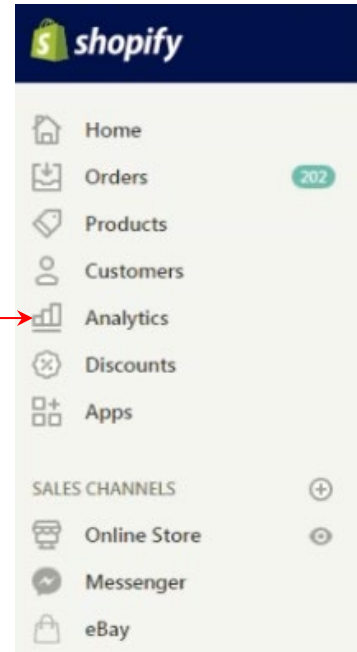 shopify
Home
Orders 202
Products
Customers
Analytics
Discounts
Apps
SALES CHANNELS
Online Store
Messenger
eBay